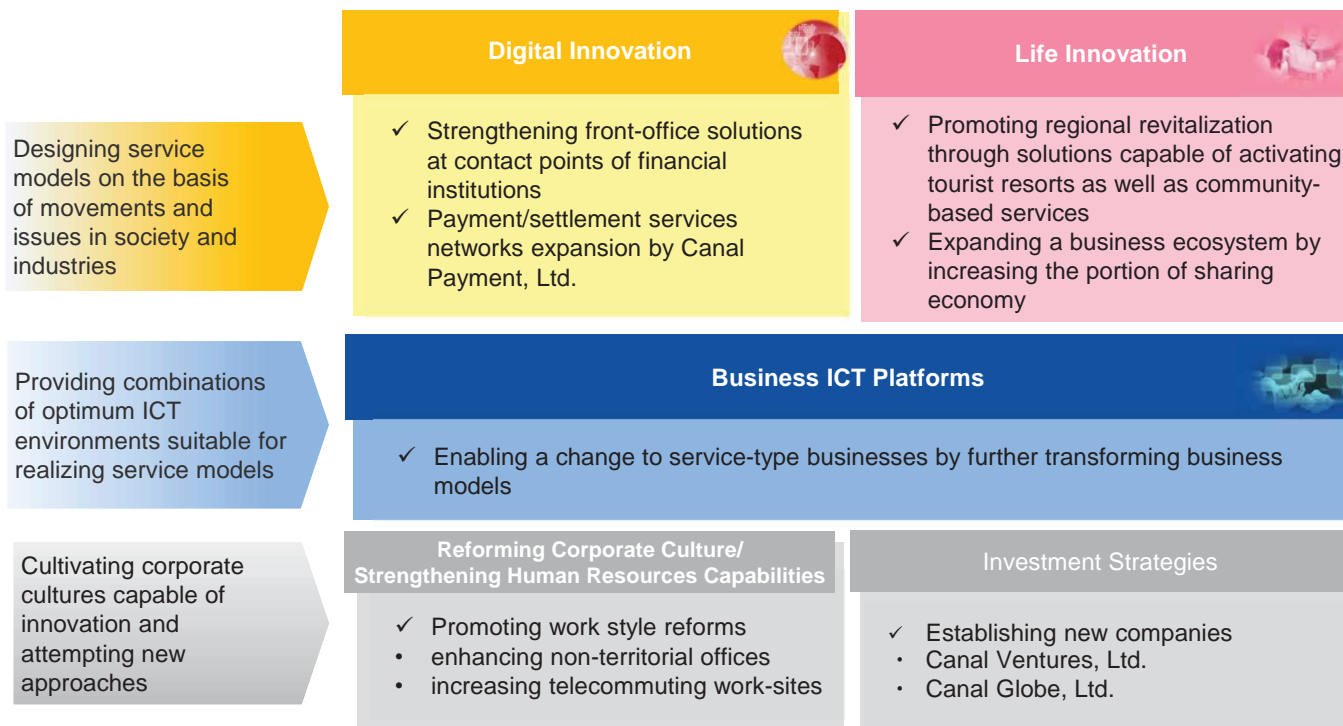 Digital Innovation
Life Innovation
Designing service
models on the basis
of movements and
issues in society and
industries
✓ Strengthening front-office solutions
at contact points of financial
institutions
✓ Payment/settlement services
networks expansion by Canal
Payment, Ltd.
✓ Promoting regional revitalization
through solutions capable of activating
tourist resorts as well as community-
based services
✓ Expanding a business ecosystem by
increasing the portion of sharing
economy
Providing combinations
of optimum ICT
environments suitable for
realizing service models
Business ICT Platforms
✓ Enabling a change to service-type businesses by further transforming business
models
Cultivating corporate
cultures capable of
innovation and
attempting new
approaches
Reforming Corporate Culture/
Strengthening Human Resources Capabilities
✓ Promoting work style reforms
• enhancing non-territorial offices
• increasing telecommuting work-sites
Investment Strategies
✓ Establishing new companies
・ Canal Ventures, Ltd.
・ Canal Globe, Ltd.